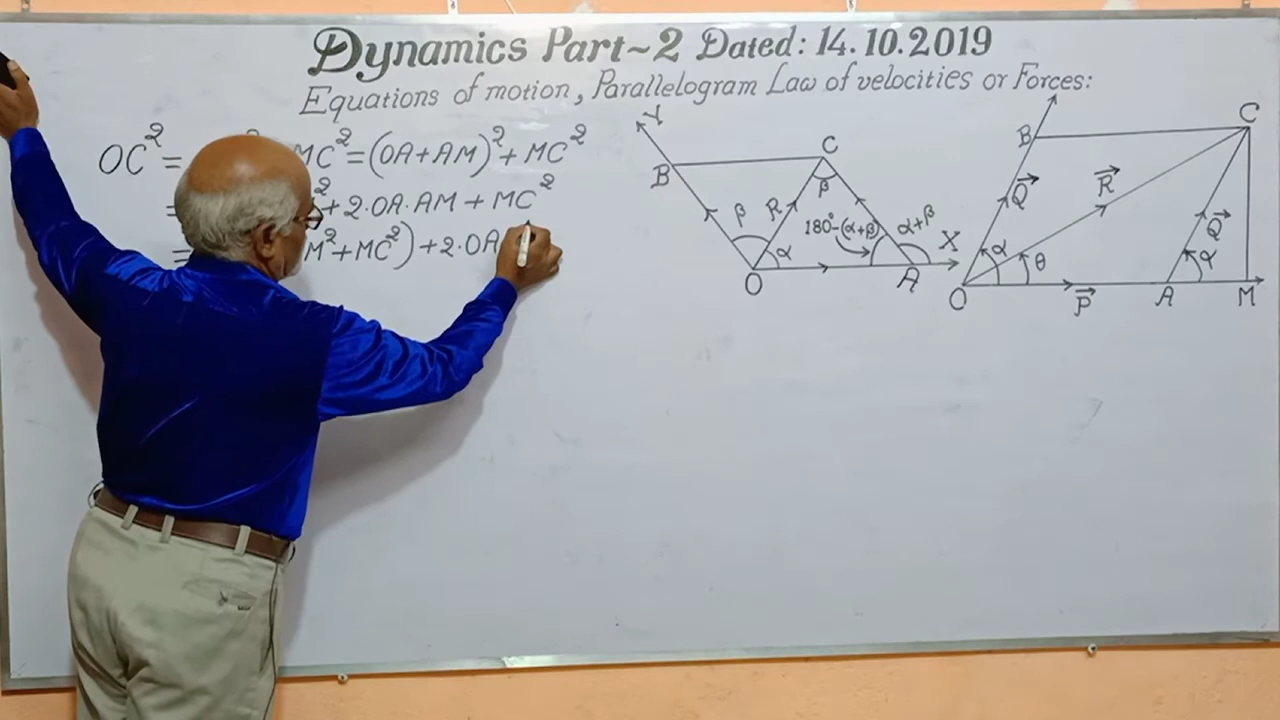 Dynamics Part~2 Dated: 14.10.2019
Equations of motion, Parallelogram Law of velocities or Forces:
OC² = MC² = (OA+AM)² + MC²
= ² + 2·OA·AM + MC²
= M² + MC²) + 2·OA
Y
B
C
β
β
R
180°-(α+β)
α+β
α
X
O
A
B
C
Q⃗
R⃗
Q⃗
α
θ
α
O
P⃗
A
M